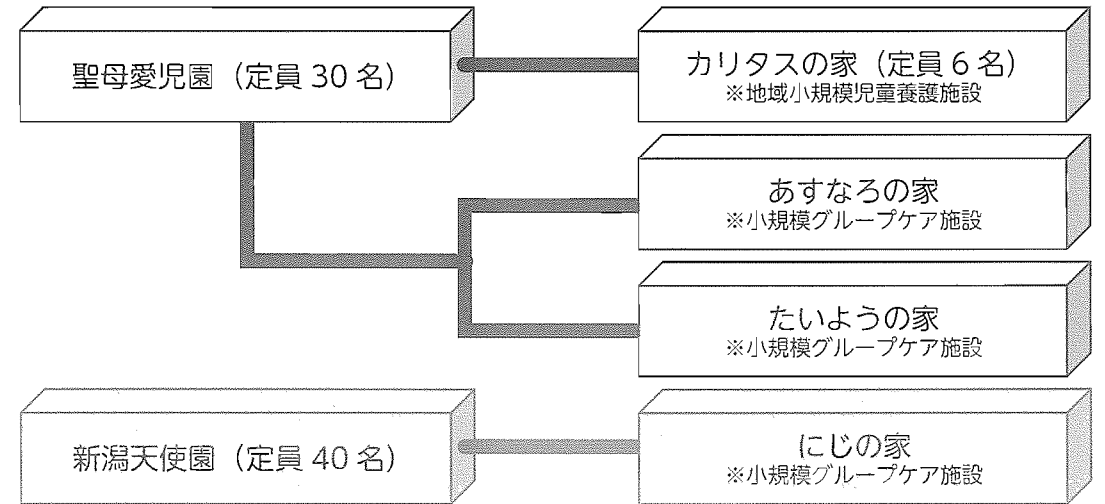 聖母愛児園（定員 30 名）
カリタスの家（定員 6 名）
※地域小規模児童養護施設
あすなろの家
※小規模グループケア施設
たいようの家
※小規模グループケア施設
新潟天使園（定員 40 名）
にじの家
※小規模グループケア施設